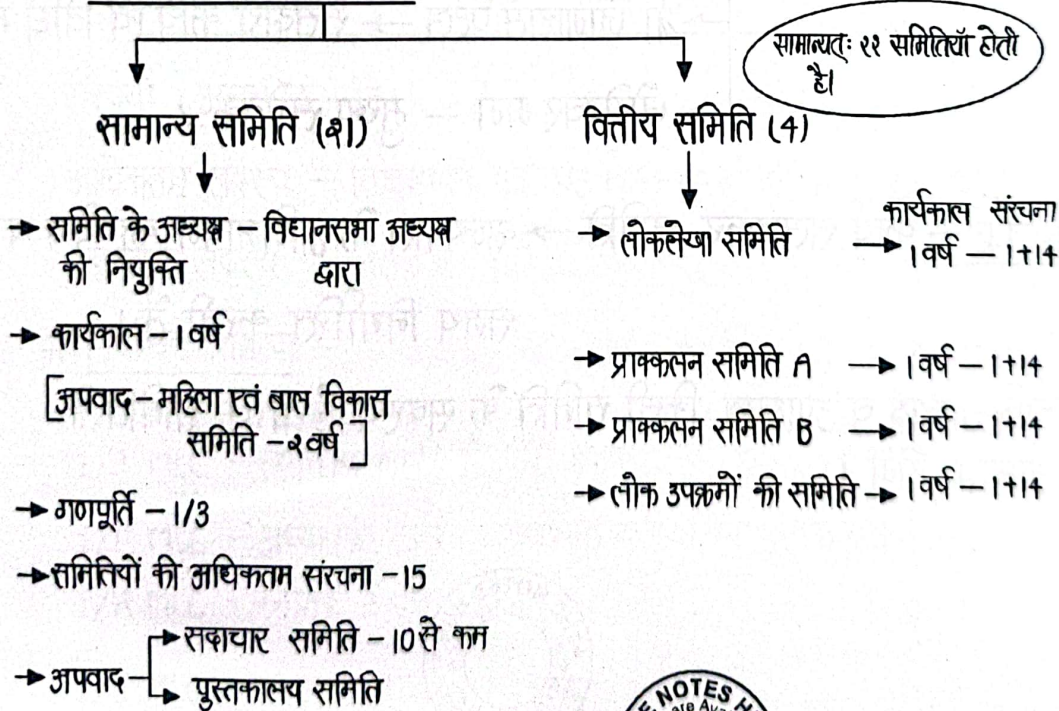 सामान्यतः २२ समितियाँ होती
है।
सामान्य समिति (२1)
वित्तीय समिति (4)
→ समिति के अध्यक्ष – विधानसभा अध्यक्ष
की नियुक्ति द्वारा
→ कार्यकाल – 1 वर्ष
[अपवाद – महिला एवं बाल विकास
समिति – २ वर्ष]
→ गणपूर्ति – 1/3
→ समितियों की अधिकतम संरचना – 15
→ अपवाद
→ सदाचार समिति – 10 से कम
→ पुस्तकालय समिति
कार्यकाल संरचना
→ लोकलेखा समिति → 1 वर्ष – 1+14
→ प्राक्कलन समिति A → 1 वर्ष – 1+14
→ प्राक्कलन समिति B → 1 वर्ष – 1+14
→ लोक उपक्रमों की समिति → 1 वर्ष – 1+14
NOTES